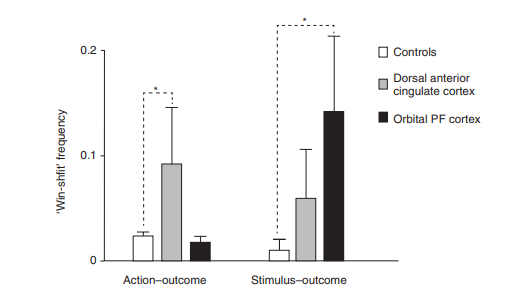 *
0.2
Controls
Dorsal anterior
cingulate cortex
*
Orbital PF cortex
'Win-shfit' frequency
0.1
0
Action–outcome
Stimulus–outcome